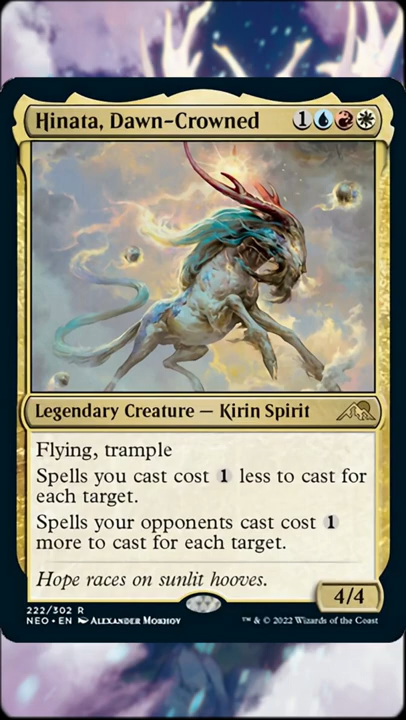 Hinata, Dawn-Crowned 1
Legendary Creature — Kirin Spirit
Flying, trample
Spells you cast cost 1 less to cast for
each target.
Spells your opponents cast cost 1
more to cast for each target.
Hope races on sunlit hooves.
4/4
222/302 R
NEO • EN Alexander Mokhov
™ & © 2022 Wizards of the Coast